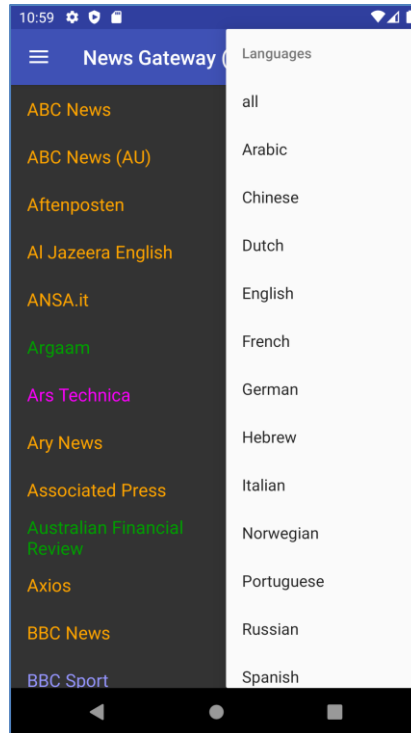 10:59
News Gateway (
ABC News
ABC News (AU)
Aftenposten
Al Jazeera English
ANSA.it
Argaam
Ars Technica
Ary News
Associated Press
Australian Financial
Review
Axios
BBC News
BBC Sport
Languages
all
Arabic
Chinese
Dutch
English
French
German
Hebrew
Italian
Norwegian
Portuguese
Russian
Spanish